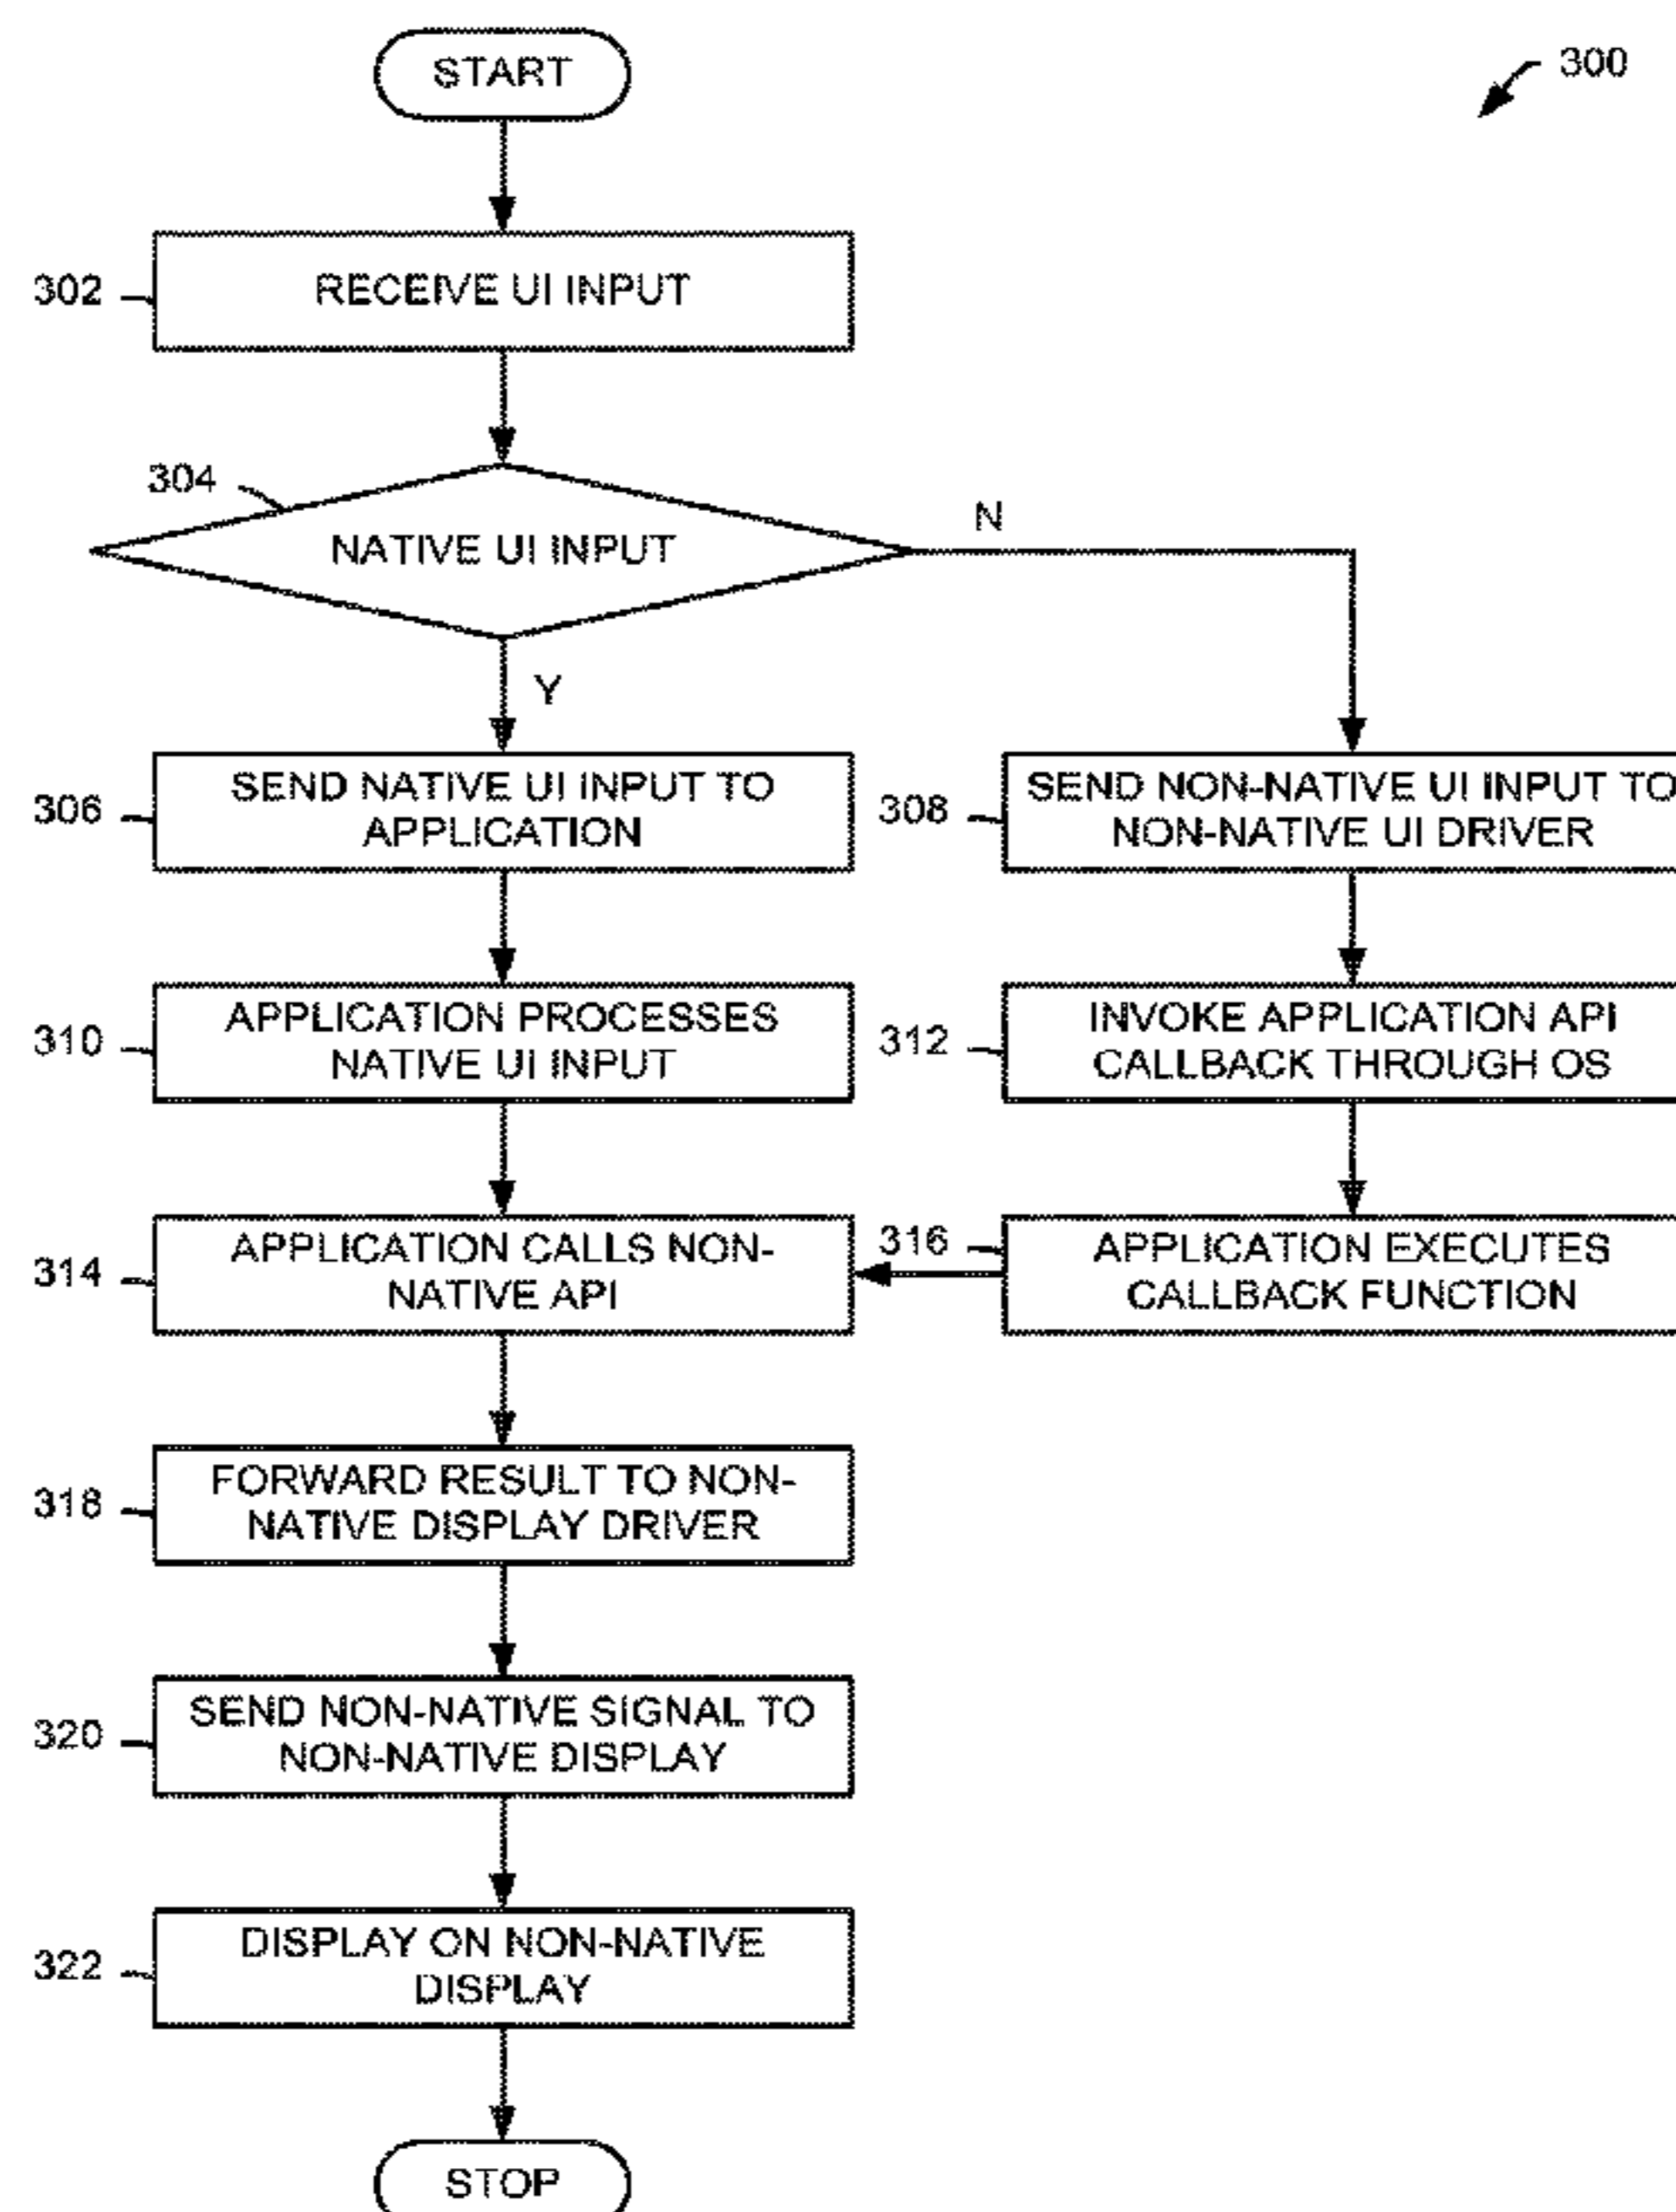 START
300
302
RECEIVE UI INPUT
304
NATIVE UI INPUT
N
Y
306
SEND NATIVE UI INPUT TO
APPLICATION
308
SEND NON-NATIVE UI INPUT TO
NON-NATIVE UI DRIVER
310
APPLICATION PROCESSES
NATIVE UI INPUT
312
INVOKE APPLICATION API
CALLBACK THROUGH OS
314
APPLICATION CALLS NON-
NATIVE API
316
APPLICATION EXECUTES
CALLBACK FUNCTION
318
FORWARD RESULT TO NON-
NATIVE DISPLAY DRIVER
320
SEND NON-NATIVE SIGNAL TO
NON-NATIVE DISPLAY
322
DISPLAY ON NON-NATIVE
DISPLAY
STOP